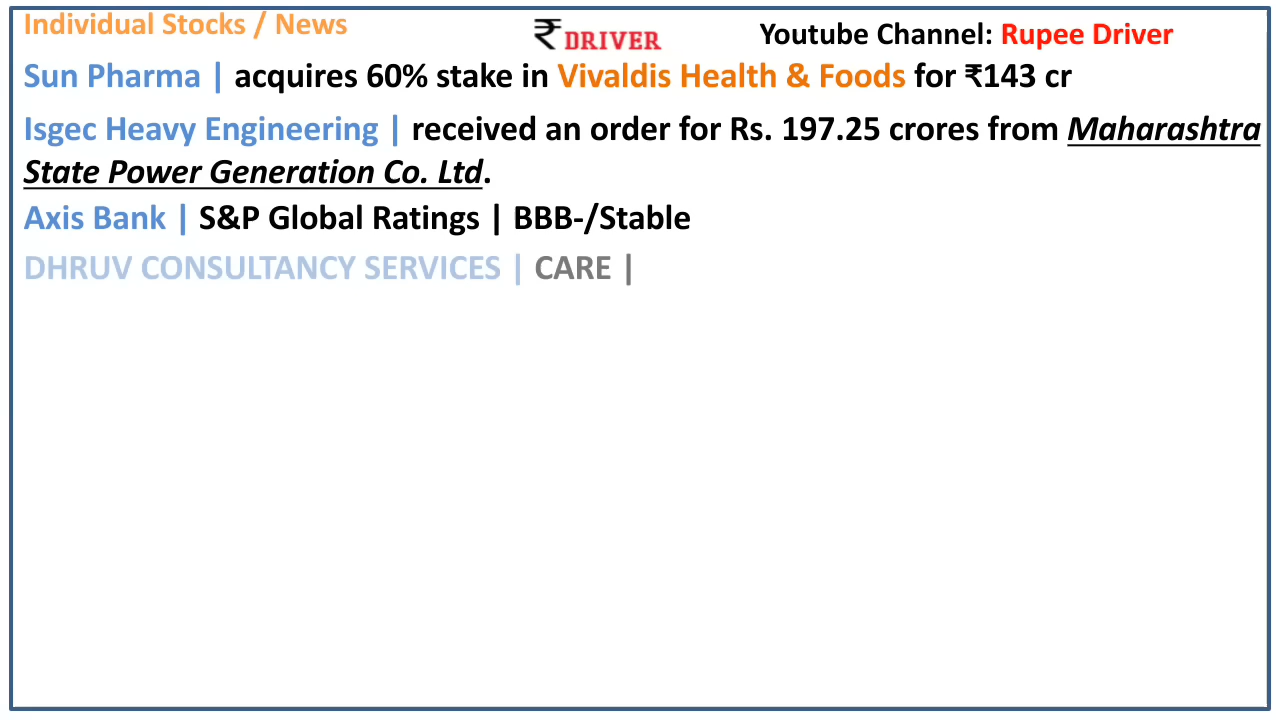 Individual Stocks / News
₹ DRIVER
Youtube Channel: Rupee Driver
Sun Pharma | acquires 60% stake in Vivaldis Health & Foods for ₹143 cr
Isgec Heavy Engineering | received an order for Rs. 197.25 crores from Maharashtra
State Power Generation Co. Ltd.
Axis Bank | S&P Global Ratings | BBB-/Stable
DHRUV CONSULTANCY SERVICES | CARE |